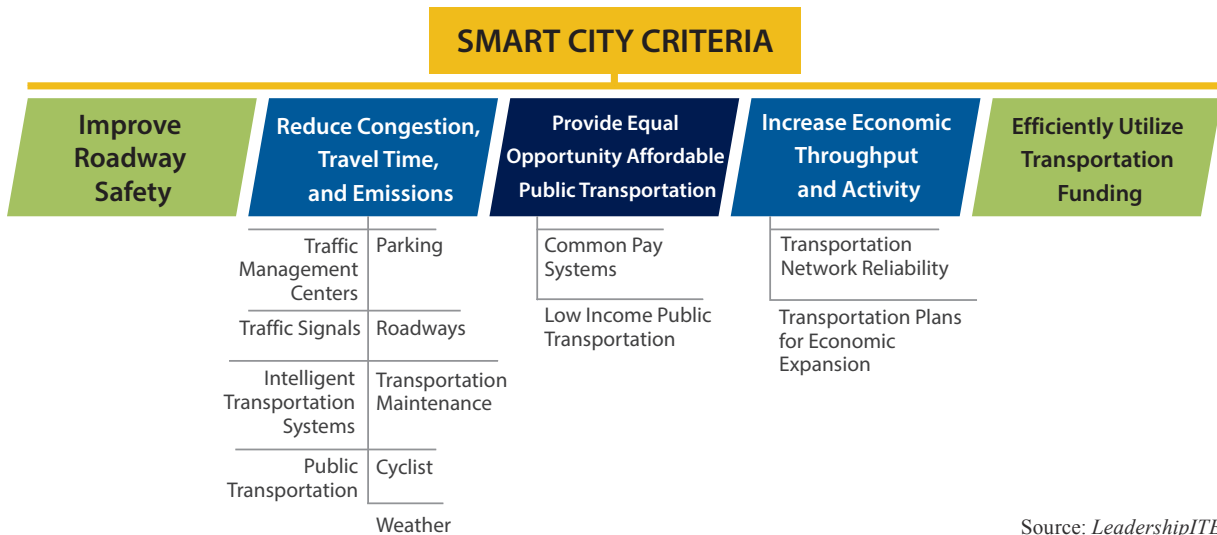 SMART CITY CRITERIA
Improve
Roadway
Safety
Reduce Congestion,
Travel Time,
and Emissions
Provide Equal
Opportunity Affordable
Public Transportation
Increase Economic
Throughput
and Activity
Efficiently Utilize
Transportation
Funding
Traffic
Management
Centers
Parking
Traffic Signals
Roadways
Intelligent
Transportation
Systems
Transportation
Maintenance
Public
Transportation
Cyclist
Weather
Common Pay
Systems
Low Income Public
Transportation
Transportation
Network Reliability
Transportation Plans
for Economic
Expansion
Source: LeadershipITE